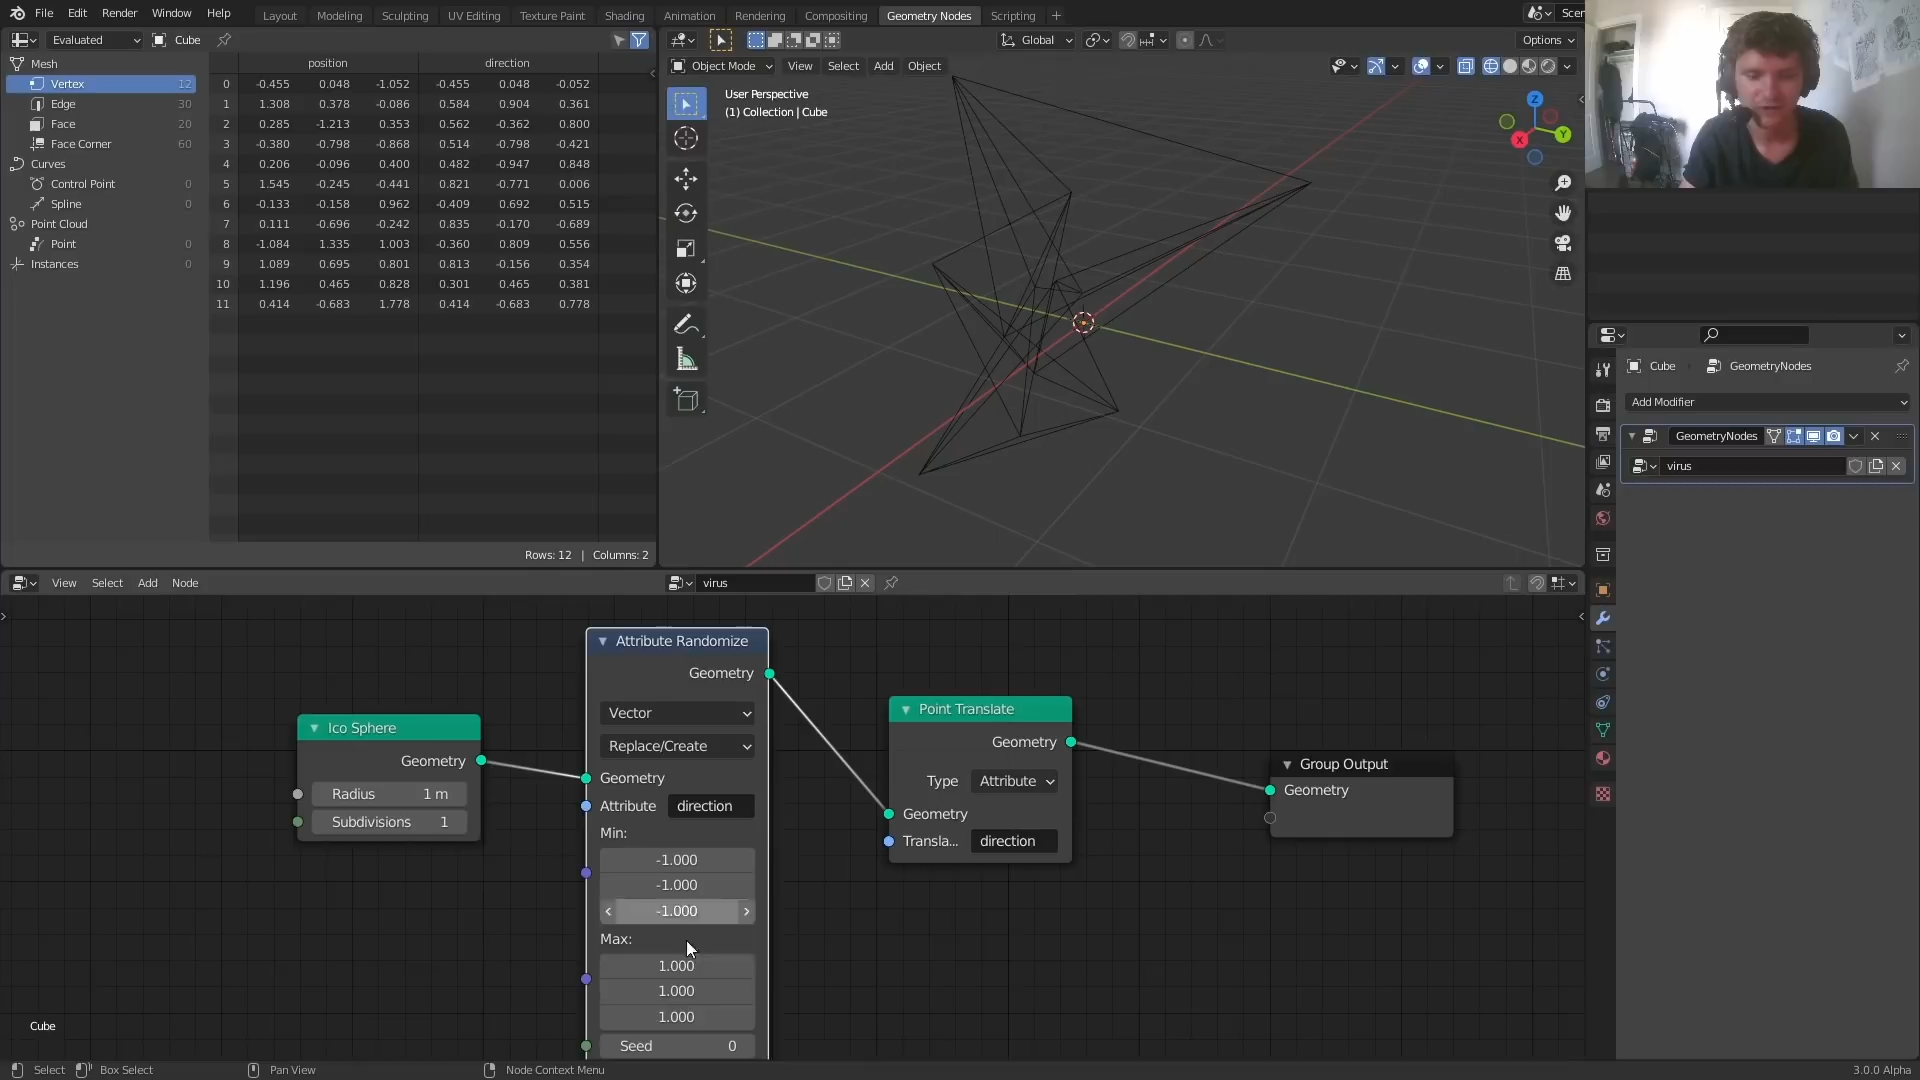 File Edit Render Window Help
Layout Modeling Sculpting UV Editing Texture Paint Shading Animation Rendering Compositing Geometry Nodes Scripting
Scen
Evaluated Cube
Global
Options
Object Mode View Select Add Object
Mesh
Vertex 12
Edge 30
Face 20
Face Corner 60
Curves
Control Point 0
Spline 0
Point Cloud
Point 0
Instances 0
position direction
0 -0.455 0.048 -1.052 -0.455 0.048 -0.052
1 1.308 0.378 -0.086 0.584 0.904 0.361
2 0.285 -1.213 0.353 0.562 -0.362 0.800
3 -0.380 -0.798 -0.868 0.514 -0.798 -0.421
4 0.206 -0.096 0.400 0.482 -0.947 0.848
5 1.545 -0.245 -0.441 0.821 -0.771 0.006
6 -0.133 -0.158 0.962 -0.409 0.692 0.515
7 0.111 -0.696 -0.242 0.835 -0.170 -0.689
8 -1.084 1.335 1.003 -0.360 0.809 0.556
9 1.089 0.695 0.801 0.813 -0.156 0.354
10 1.196 0.465 0.828 0.301 0.465 0.381
11 0.414 -0.683 1.778 0.414 -0.683 0.778
Rows: 12 | Columns: 2
User Perspective
(1) Collection | Cube
Z
Y
X
Cube GeometryNodes
Add Modifier
GeometryNodes
virus
View Select Add Node
virus
Ico Sphere
Geometry
Radius 1 m
Subdivisions 1
Attribute Randomize
Geometry
Vector
Replace/Create
Geometry
Attribute direction
Min:
-1.000
-1.000
-1.000
Max:
1.000
1.000
1.000
Seed 0
Point Translate
Geometry
Type Attribute
Geometry
Transla... direction
Group Output
Geometry
Cube
Select Box Select Pan View Node Context Menu
3.0.0 Alpha